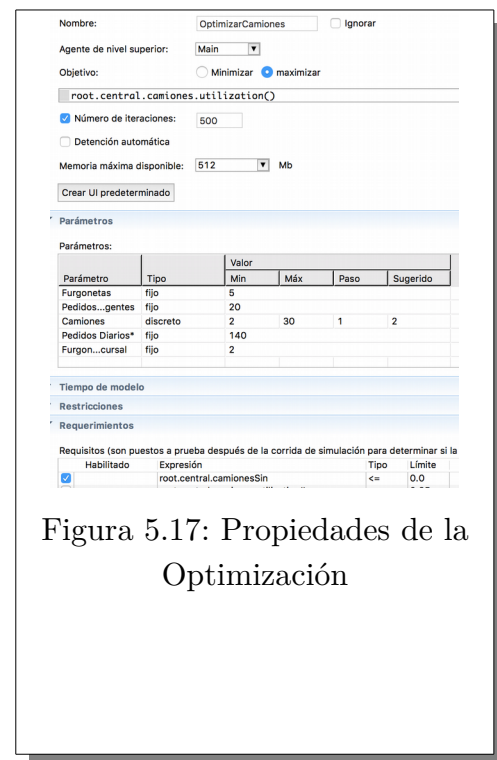 Nombre: OptimizarCamiones Ignorar
Agente de nivel superior: Main
Objetivo: Minimizar maximizar
root.central.camiones.utilization()
Número de iteraciones: 500
Detención automática
Memoria máxima disponible: 512 Mb
Crear UI predeterminado
Parámetros
Parámetros:
Valor
Parámetro Tipo Min Máx Paso Sugerido
Furgonetas fijo 5
Pedidos...gentes fijo 20
Camiones discreto 2 30 1 2
Pedidos Diarios* fijo 140
Furgon...cursal fijo 2
Tiempo de modelo
Restricciones
Requerimientos
Requisitos (son puestos a prueba después de la corrida de simulación para determinar si la
Habilitado Expresión Tipo Límite
root.central.camionesSin <= 0.0
Figura 5.17: Propiedades de la
Optimización